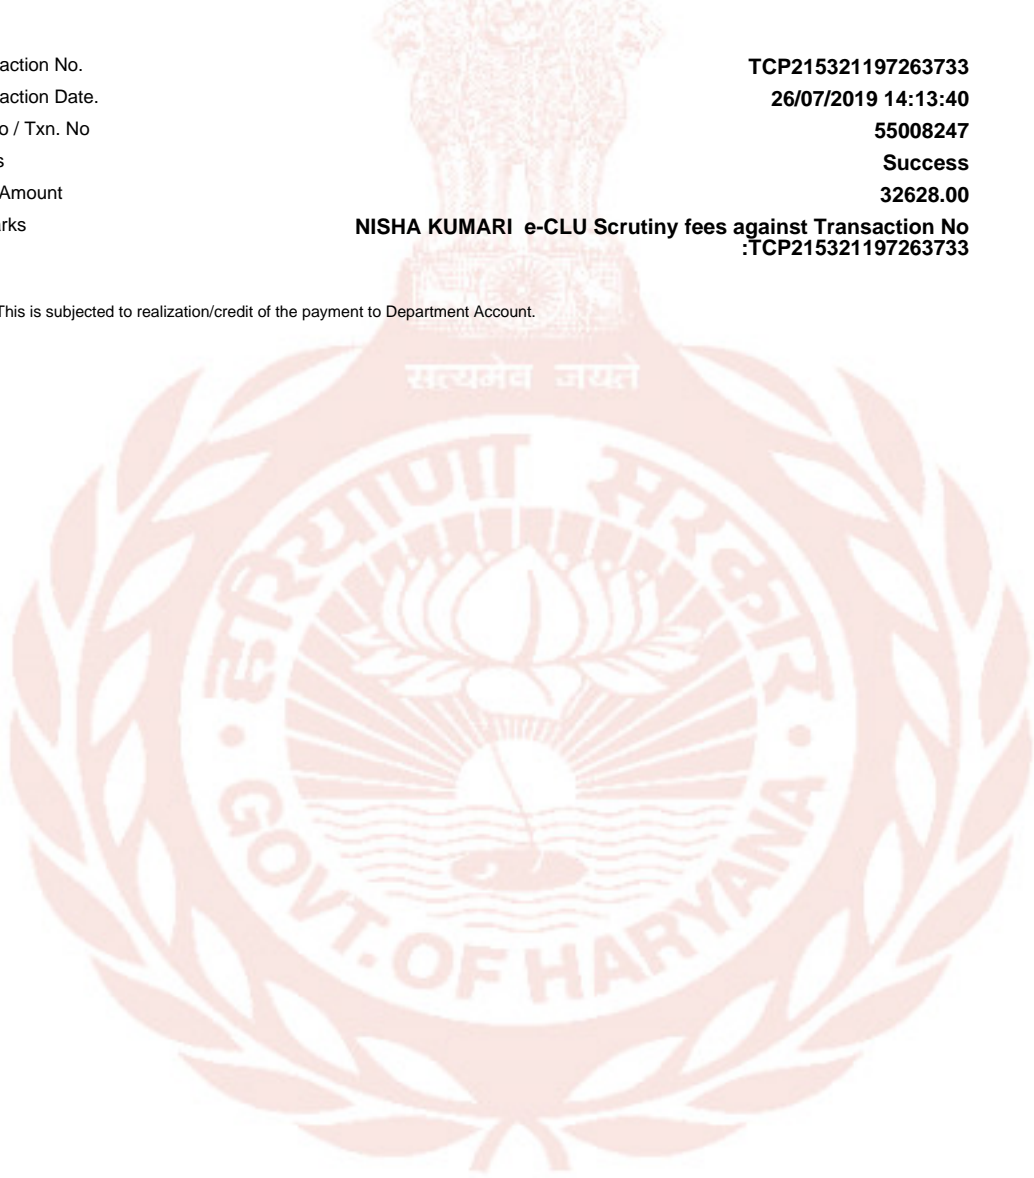 action No. TCP215321197263733
action Date. 26/07/2019 14:13:40
o / Txn. No 55008247
s Success
Amount 32628.00
rks NISHA KUMARI e-CLU Scrutiny fees against Transaction No
:TCP215321197263733
This is subjected to realization/credit of the payment to Department Account.
सत्यमेव जयते
हरियाणा सरकार
GOVT. OF HARYANA